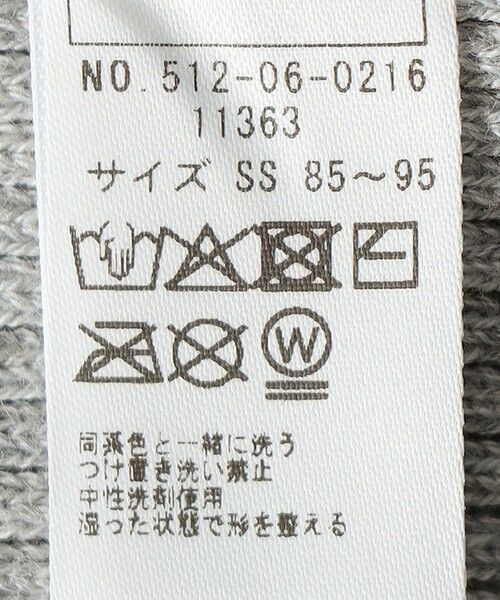 NO.512-06-0216
11363
サイズ SS 85～95
W
同系色と一緒に洗う
つけ置き洗い禁止
中性洗剤使用
湿った状態で形を整える